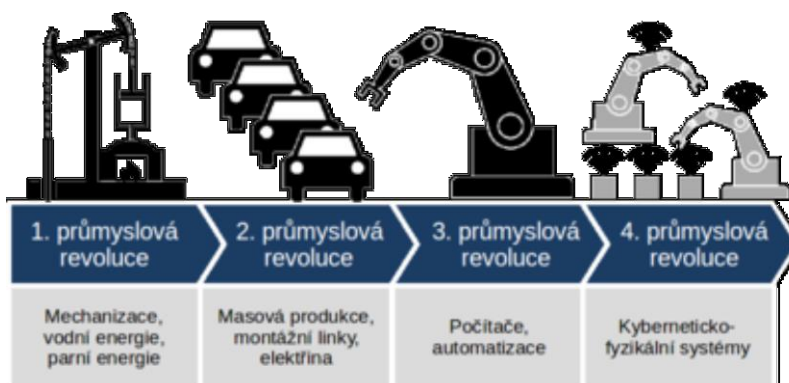 1. průmyslová
revoluce
2. průmyslová
revoluce
3. průmyslová
revoluce
4. průmyslová
revoluce
Mechanizace,
vodní energie,
parní energie
Masová produkce,
montážní linky,
elektřina
Počítače,
automatizace
Kyberneticko-
fyzikální systémy